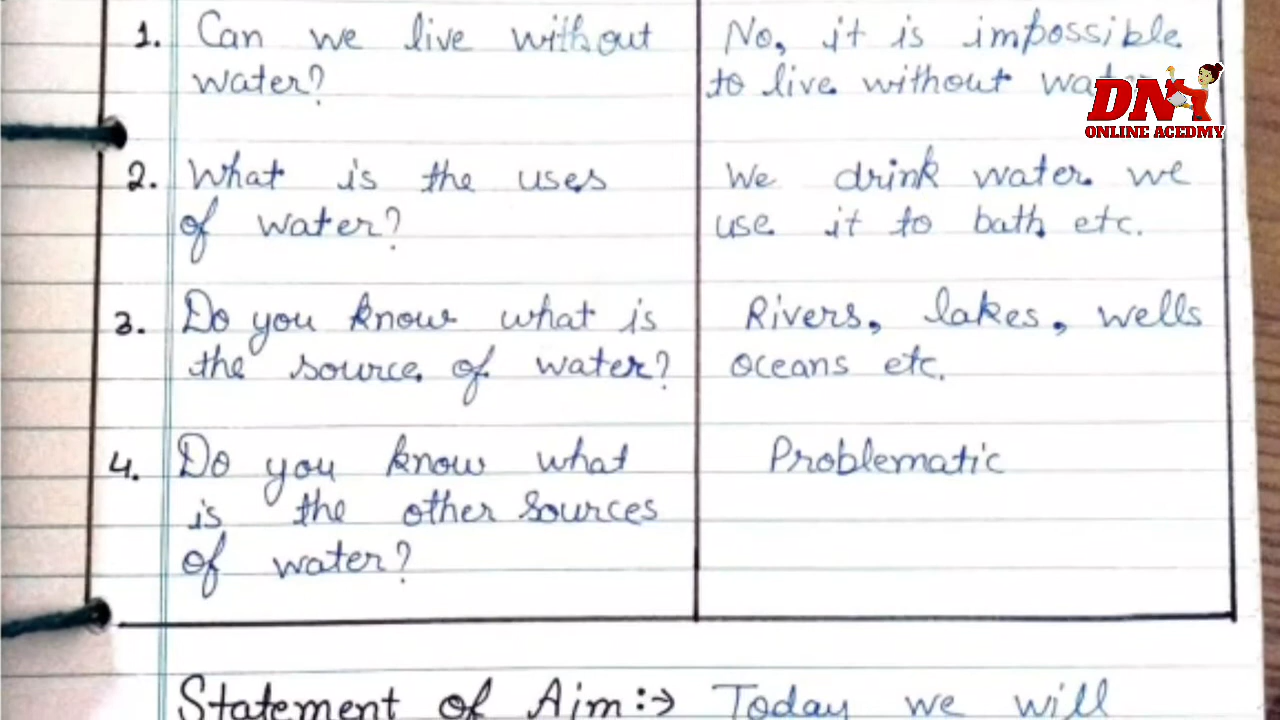 1. Can we live without
water?
No, it is impossible
to live without
DNA
ONLINE ACEDMY
2. What is the uses
of water?
We drink water. we
use it to bath etc.
3. Do you know what is
the source of water?
Rivers, lakes, wells
oceans etc.
4. Do you know what
is the other sources
of water?
Problematic
Statement of Aim:→ Today we will